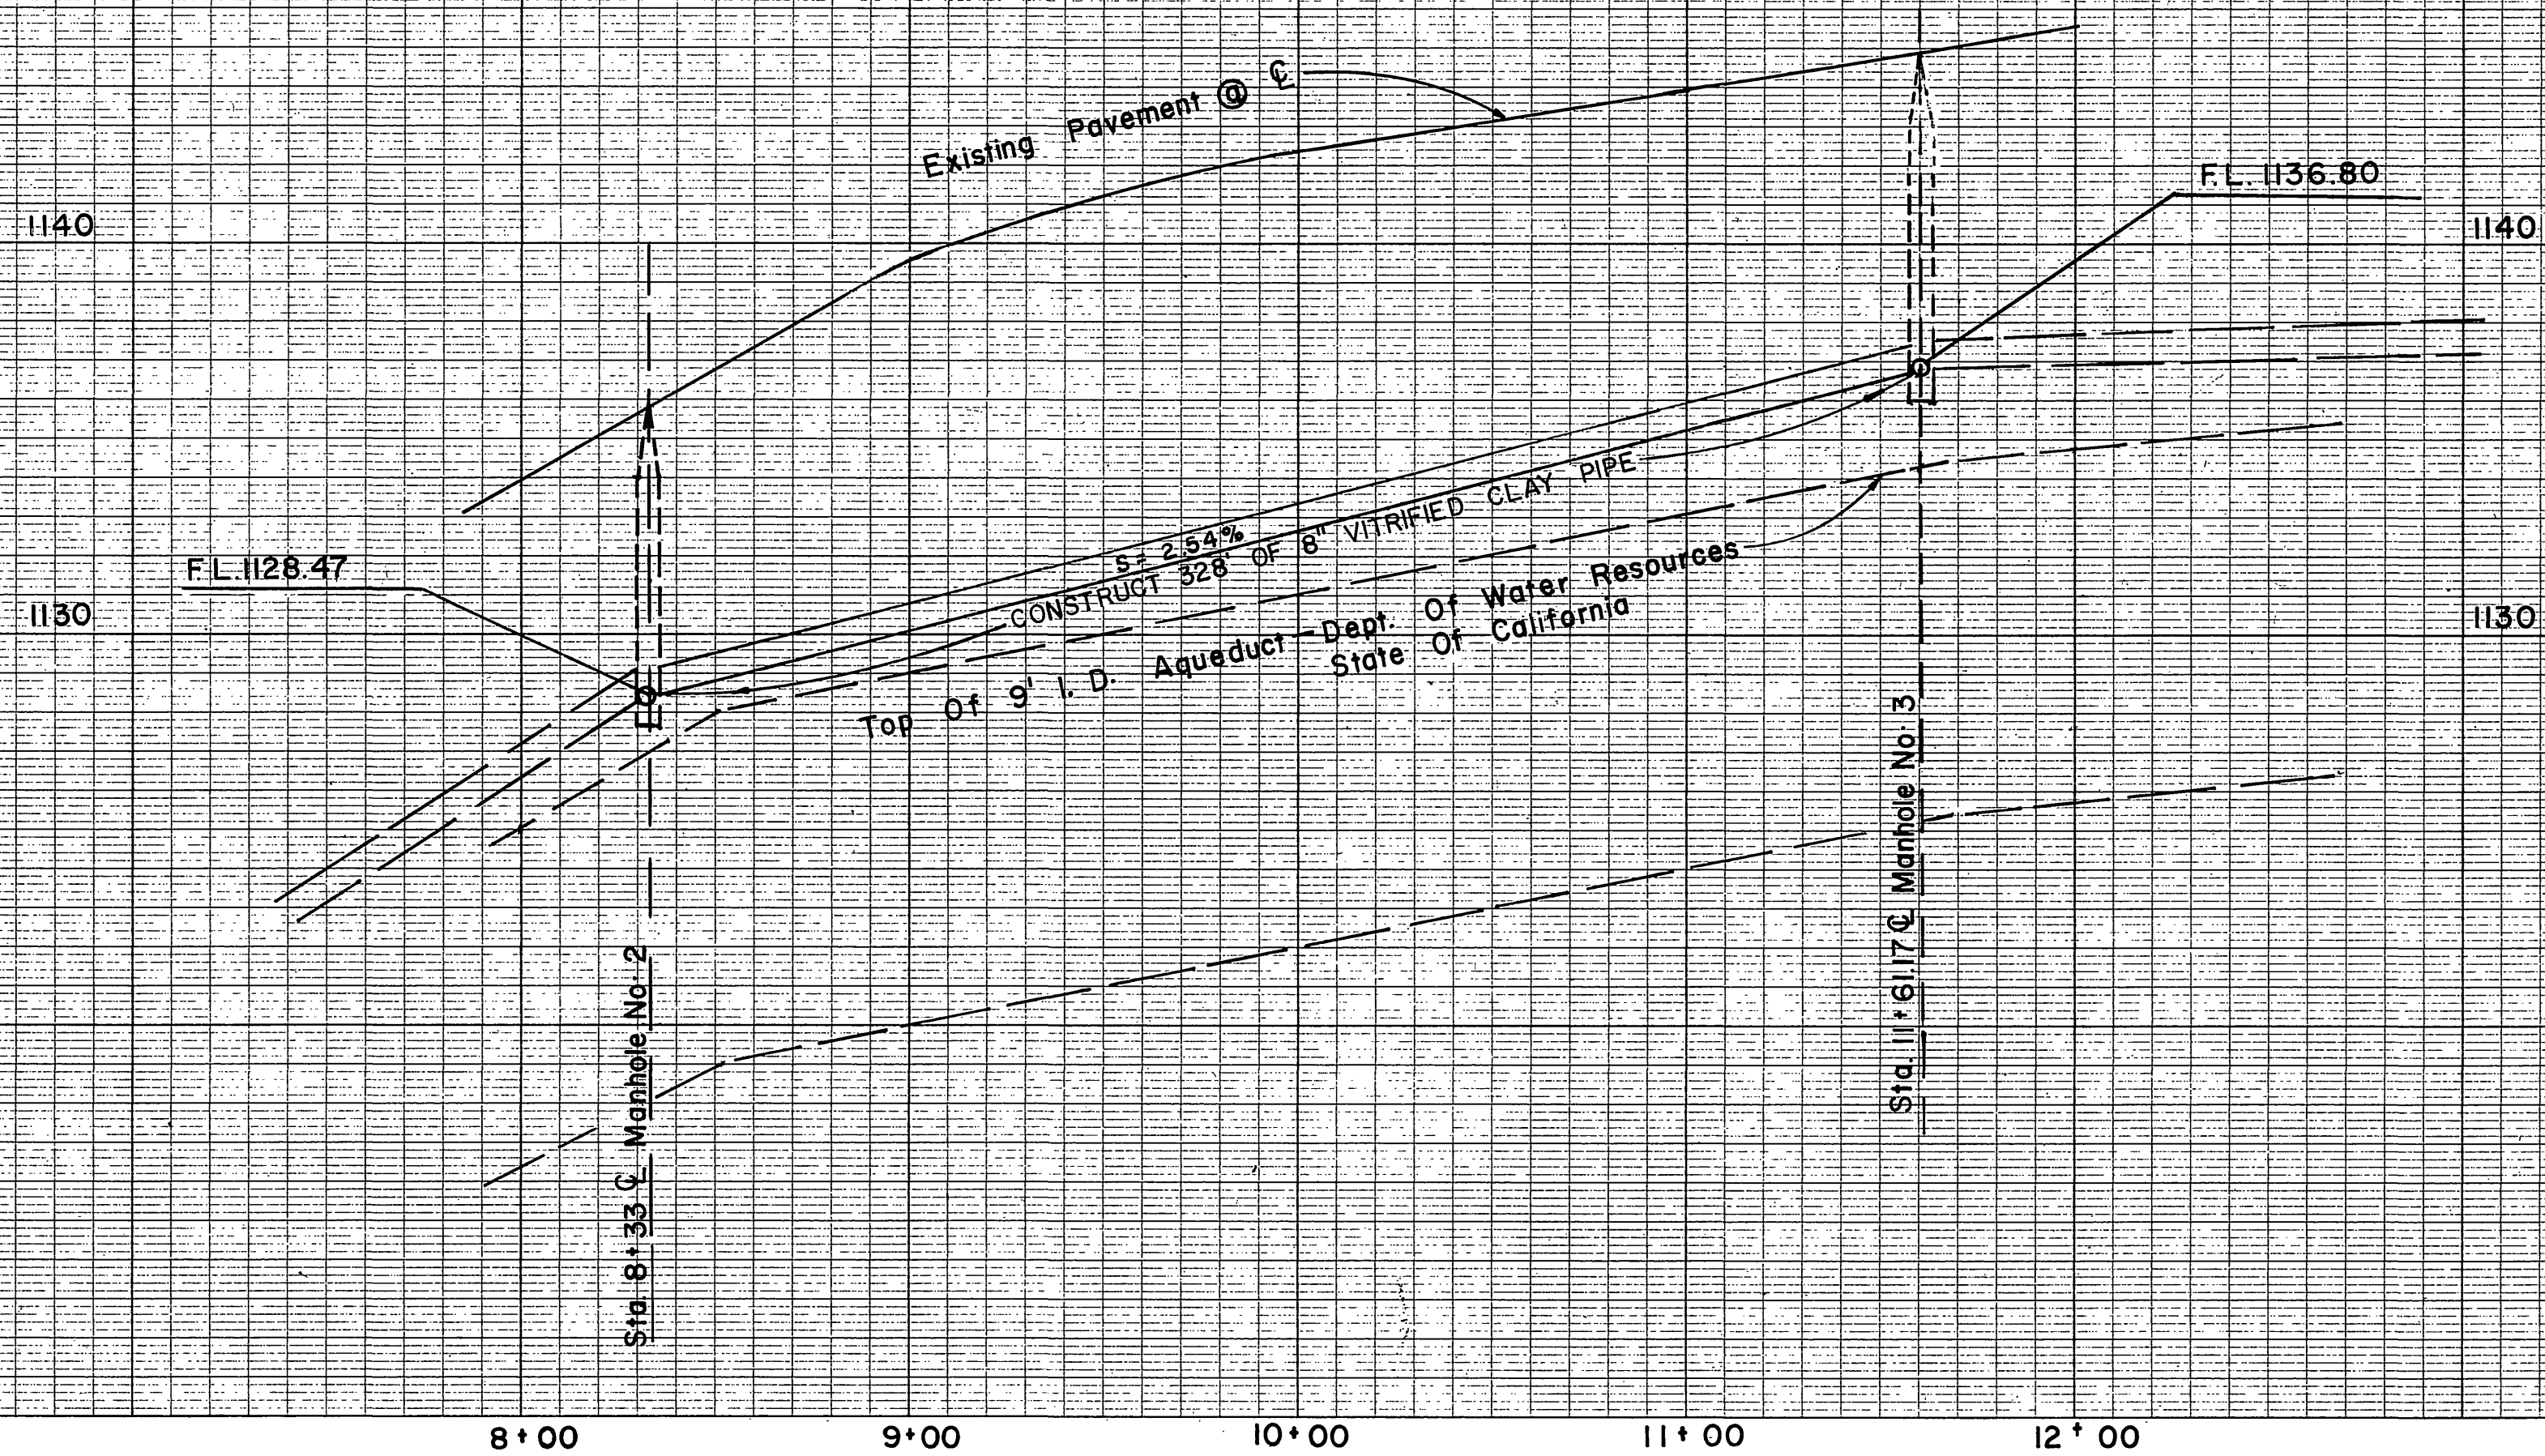 Existing Pavement @ ℄
F.L. 1136.80
1140
1140
F.L. 1128.47
1130
1130
S = 2.54%
CONSTRUCT 328' OF 8" VITRIFIED CLAY PIPE
Top Of 9' I. D. Aqueduct - Dept. Of Water Resources
State Of California
Sta. 8+33 ℄ Manhole No. 2
Sta. 11+61.17 ℄ Manhole No. 3
8+00
9+00
10+00
11+00
12+00